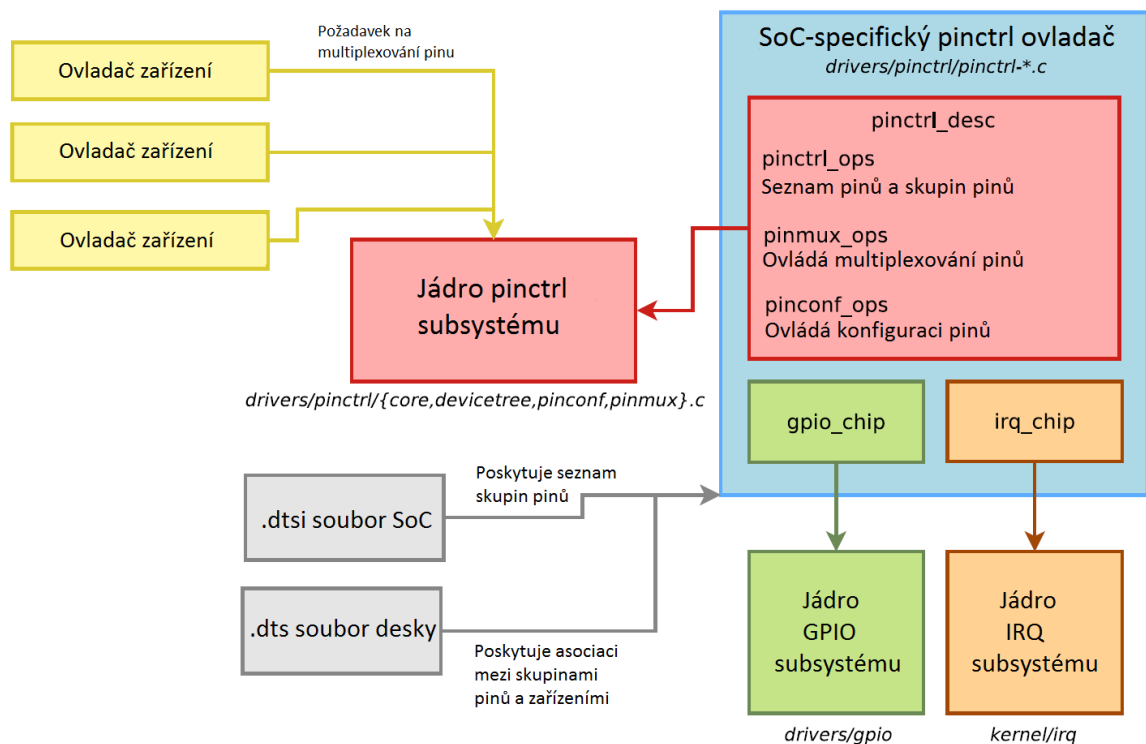 Požadavek na
multiplexování pinu
Ovladač zařízení
Ovladač zařízení
Ovladač zařízení
Jádro pinctrl
subsystému
drivers/pinctrl/{core,devicetree,pinconf,pinmux}.c
SoC-specifický pinctrl ovladač
drivers/pinctrl/pinctrl-*.c
pinctrl_desc
pinctrl_ops
Seznam pinů a skupin pinů
pinmux_ops
Ovládá multiplexování pinů
pinconf_ops
Ovládá konfiguraci pinů
gpio_chip
irq_chip
Poskytuje seznam
skupin pinů
.dtsi soubor SoC
.dts soubor desky
Poskytuje asociaci
mezi skupinami
pinů a zařízeními
Jádro
GPIO
subsystému
drivers/gpio
Jádro
IRQ
subsystému
kernel/irq